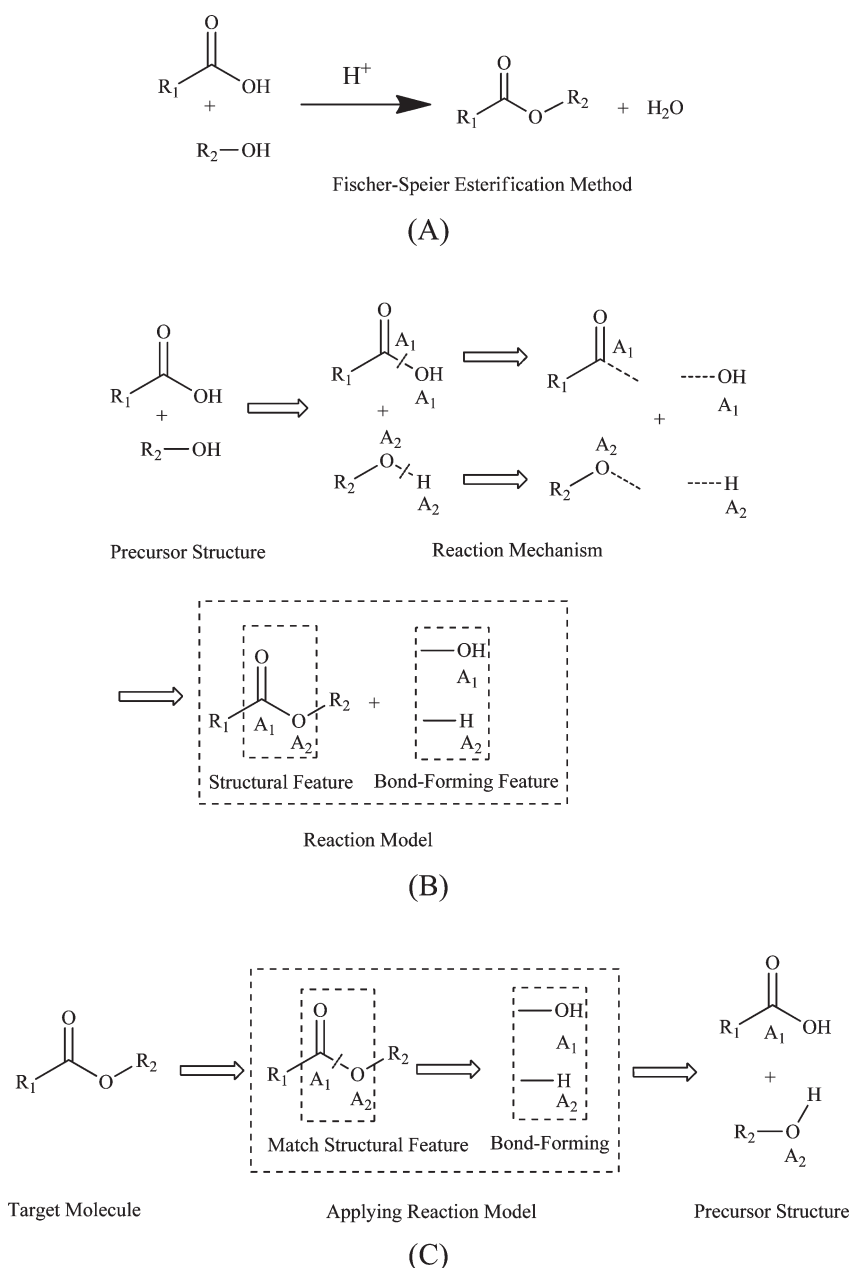 O
R₁ OH
+
R₂—OH
H⁺
O
R₁ O R₂ + H₂O
Fischer-Speier Esterification Method
(A)
O
R₁ OH
+
R₂—OH
O
A₁
R₁ OH
A₁
+
A₂
O
R₂ H
A₂
O
A₁
R₁
OH
A₁
+
A₂
O
R₂
H
A₂
Precursor Structure
Reaction Mechanism
O
R₁ A₁ O R₂
A₂
+
OH
A₁
H
A₂
Structural Feature
Bond-Forming Feature
Reaction Model
(B)
O
R₁ O R₂
O
R₁ A₁ O R₂
A₂
OH
A₁
H
A₂
Match Structural Feature
Bond-Forming
O
R₁ A₁ OH
+
H
R₂—O
A₂
Target Molecule
Applying Reaction Model
Precursor Structure
(C)